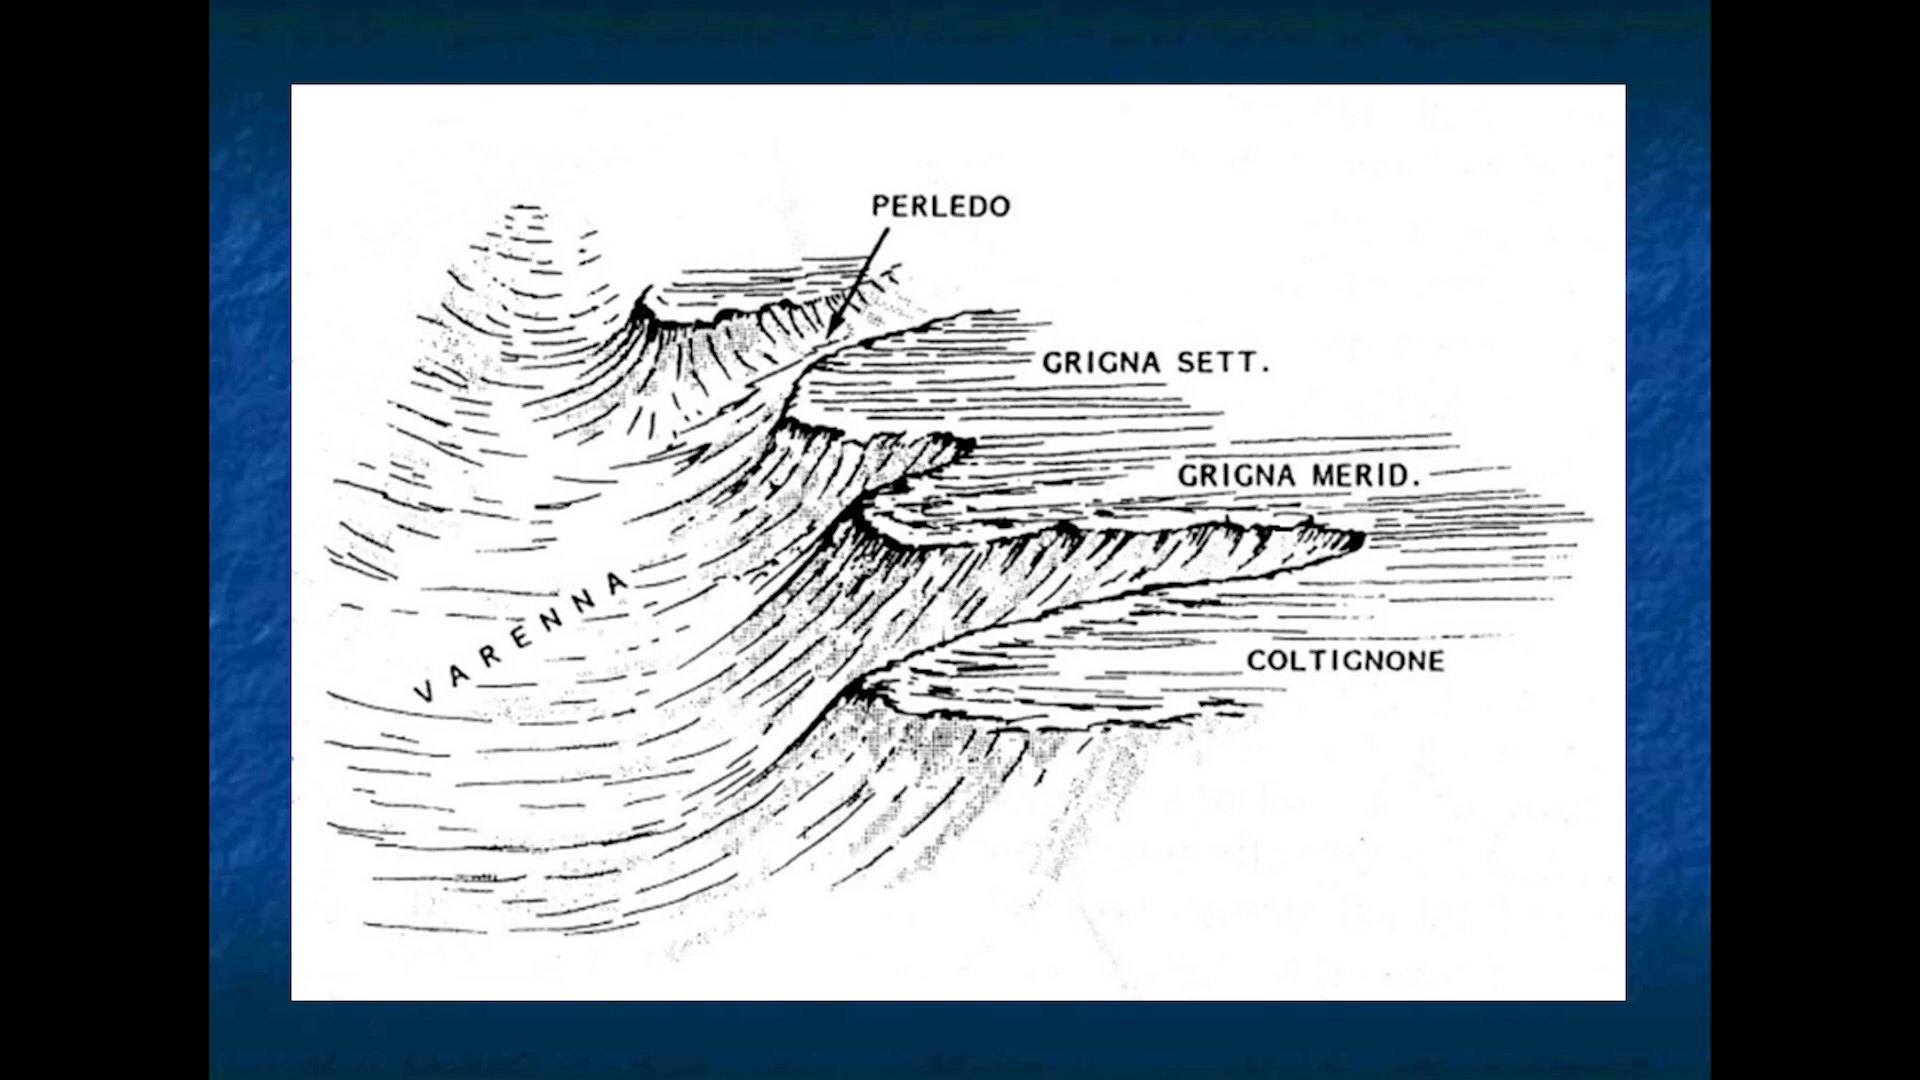 PERLEDO
GRIGNA SETT.
GRIGNA MERID.
VARENNA
COLTIGNONE